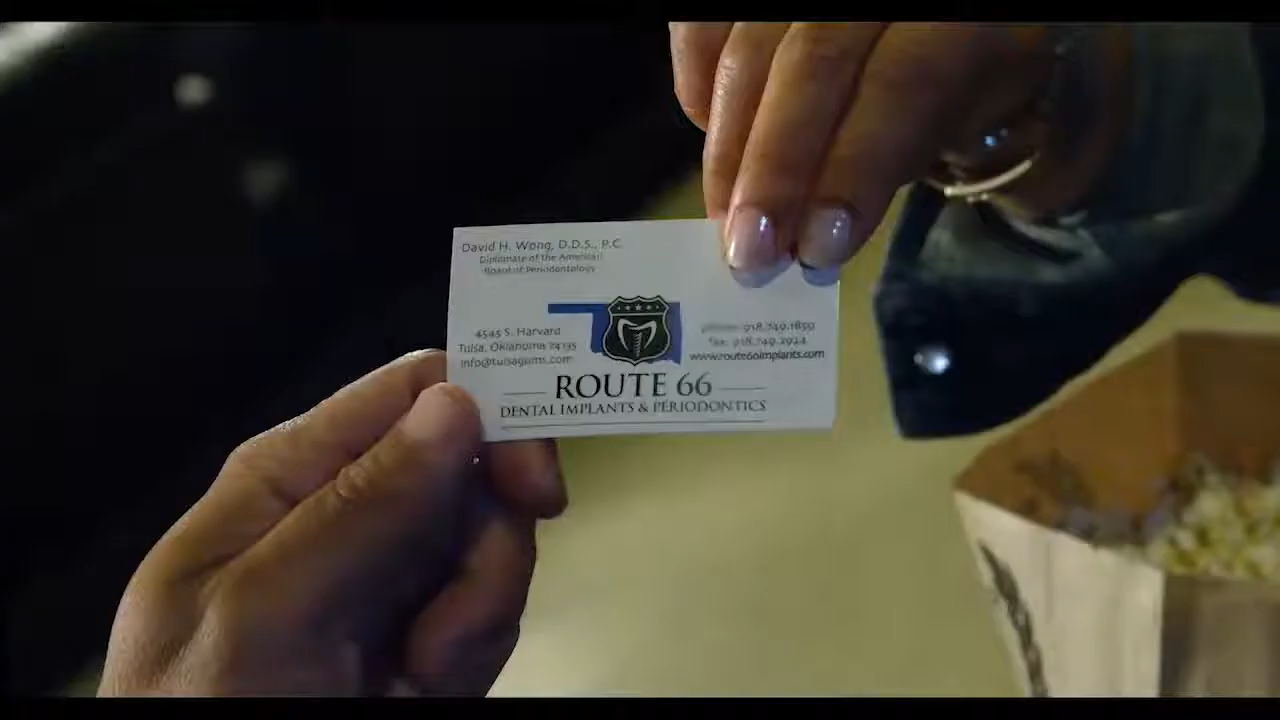 David H. Wong, D.D.S., P.C.
Diplomate of the American
Board of Periodontology
4545 S. Harvard
Tulsa, Oklahoma 74135
info@tulsagums.com
phone: 918.749.1850
fax: 918.749.2924
www.route66implants.com
ROUTE 66
DENTAL IMPLANTS & PERIODONTICS